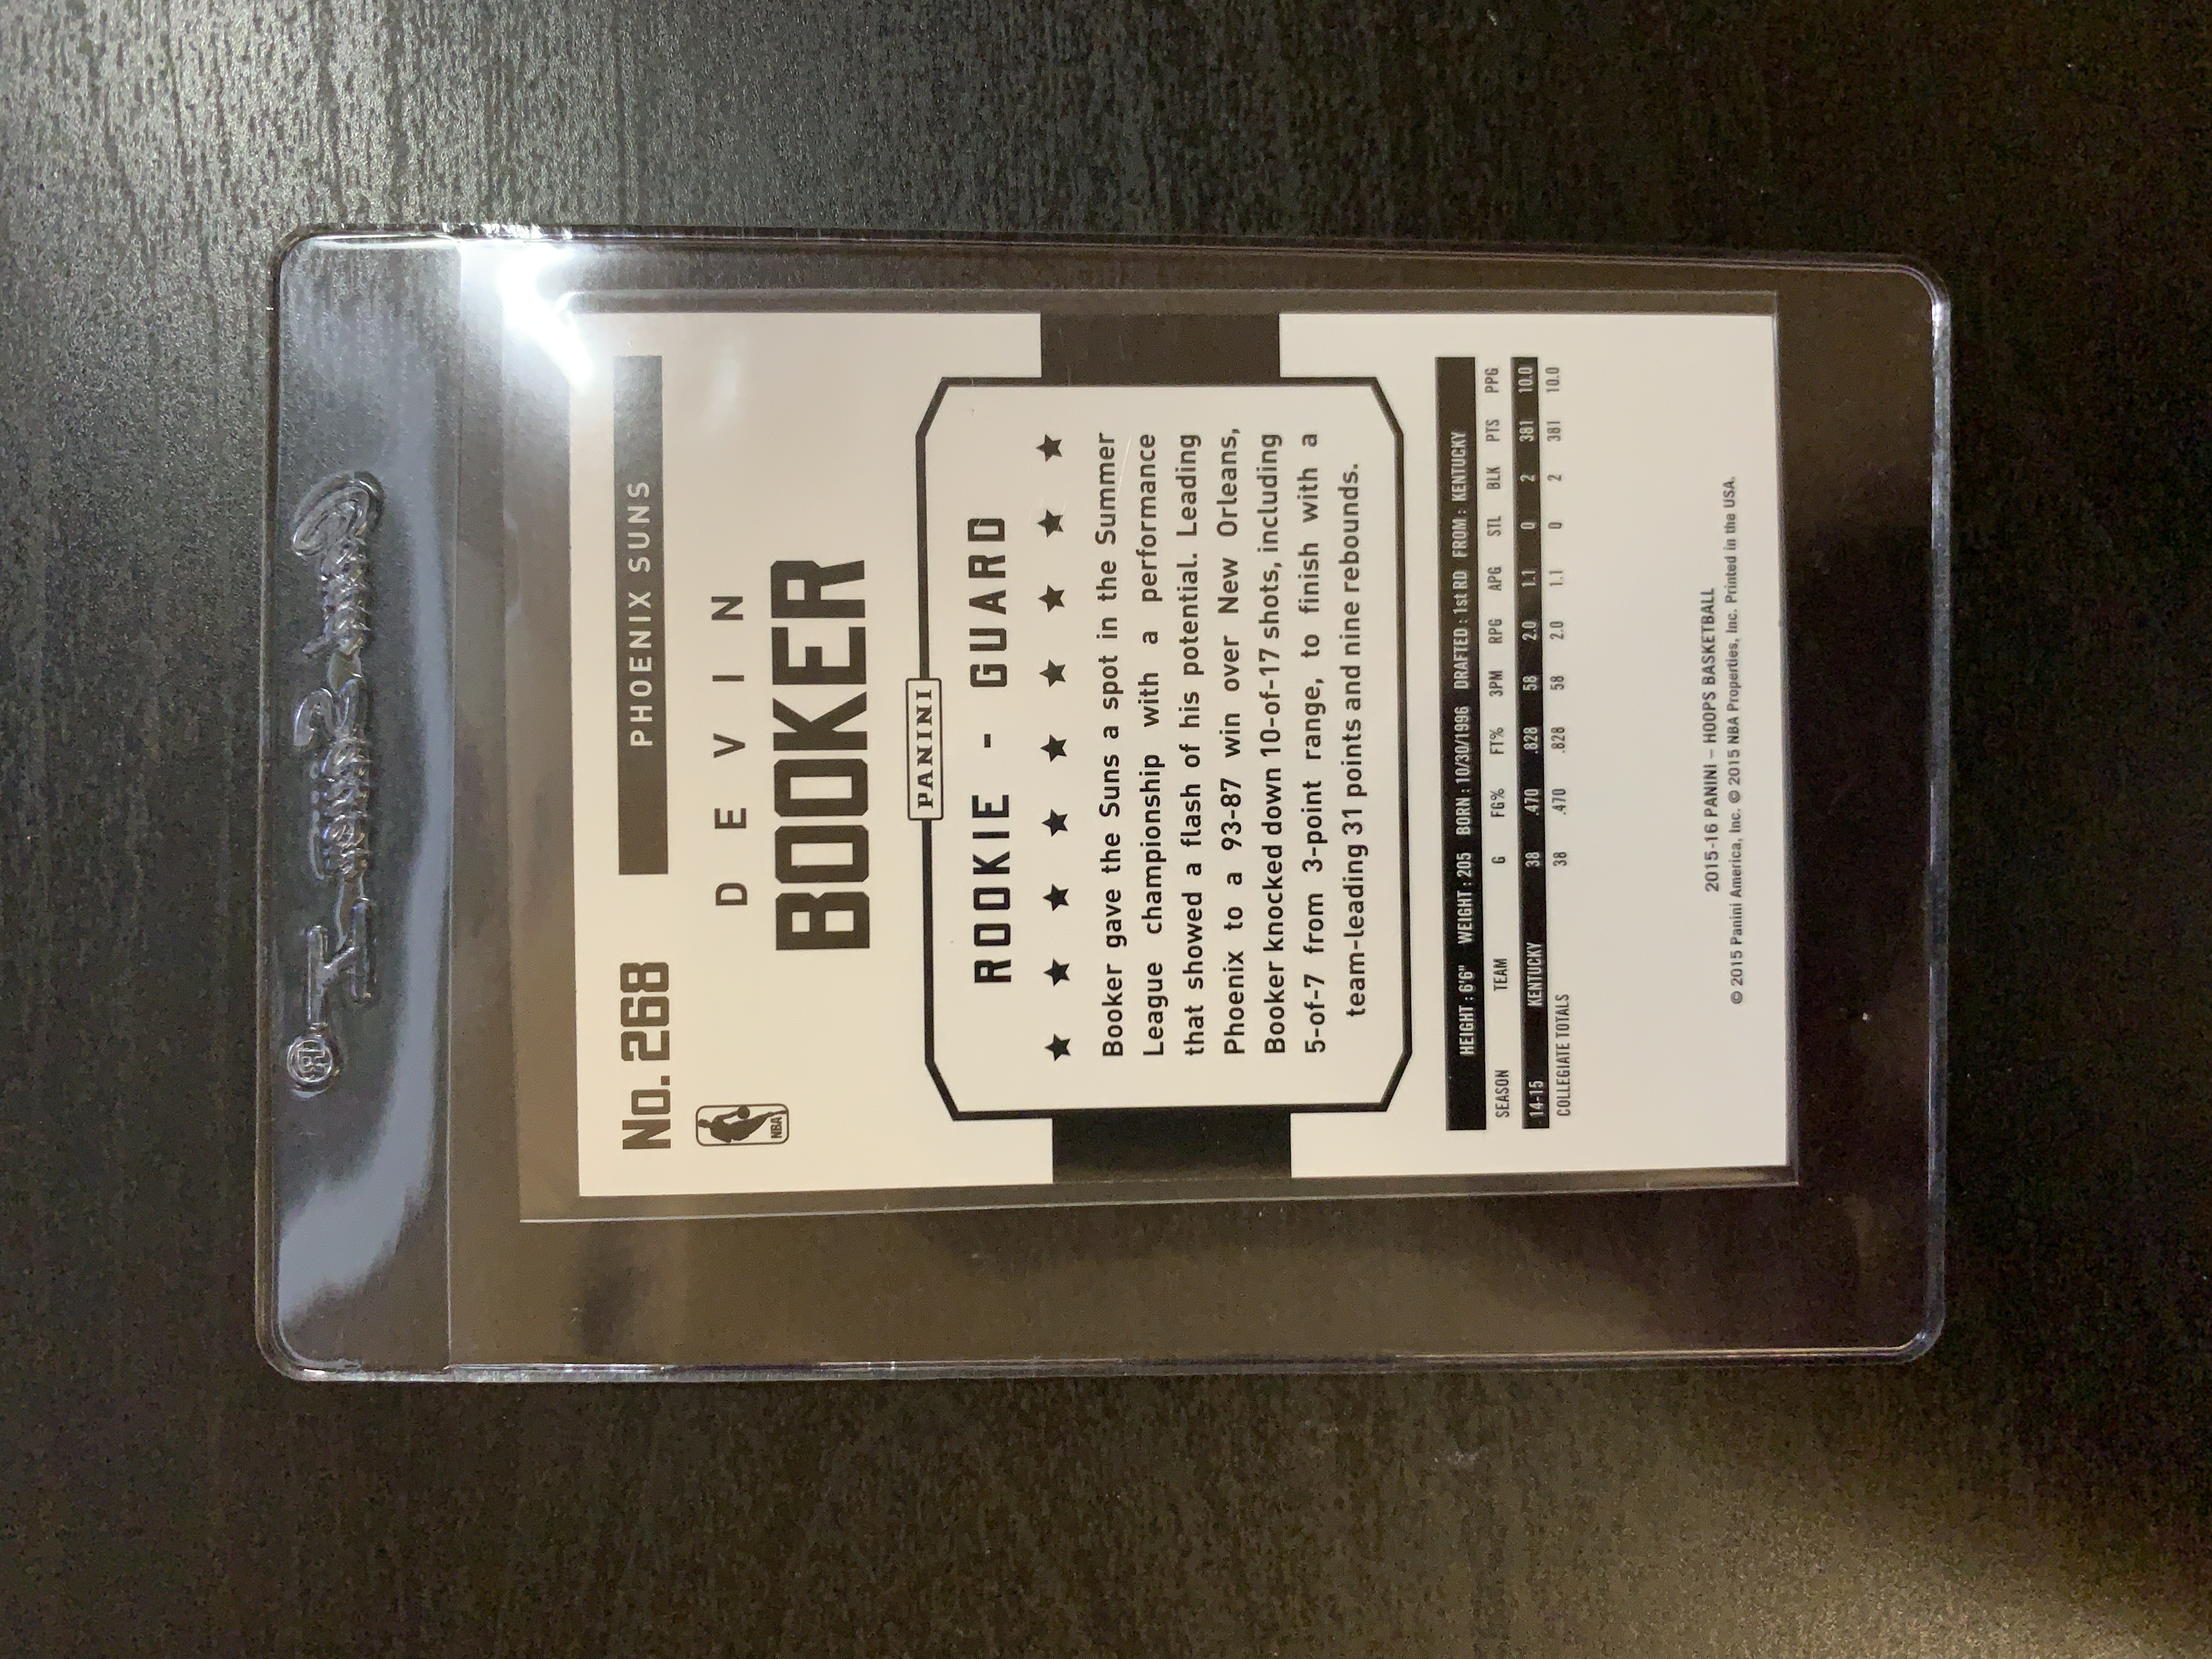 Card Saver I ®
No. 268
PHOENIX SUNS
NBA
DEVIN
BOOKER
PANINI
ROOKIE - GUARD
Booker gave the Suns a spot in the Summer
League championship with a performance
that showed a flash of his potential. Leading
Phoenix to a 93-87 win over New Orleans,
Booker knocked down 10-of-17 shots, including
5-of-7 from 3-point range, to finish with a
team-leading 31 points and nine rebounds.
HEIGHT : 6'6" WEIGHT : 205 BORN : 10/30/1996 DRAFTED : 1st RD FROM : KENTUCKY
SEASON TEAM G FG% FT% 3PM RPG APG STL BLK PTS PPG
14-15 KENTUCKY 38 .470 .828 58 2.0 1.1 0 2 381 10.0
COLLEGIATE TOTALS 38 .470 .828 58 2.0 1.1 0 2 381 10.0
2015-16 PANINI – HOOPS BASKETBALL
© 2015 Panini America, Inc. © 2015 NBA Properties, Inc. Printed in the USA.